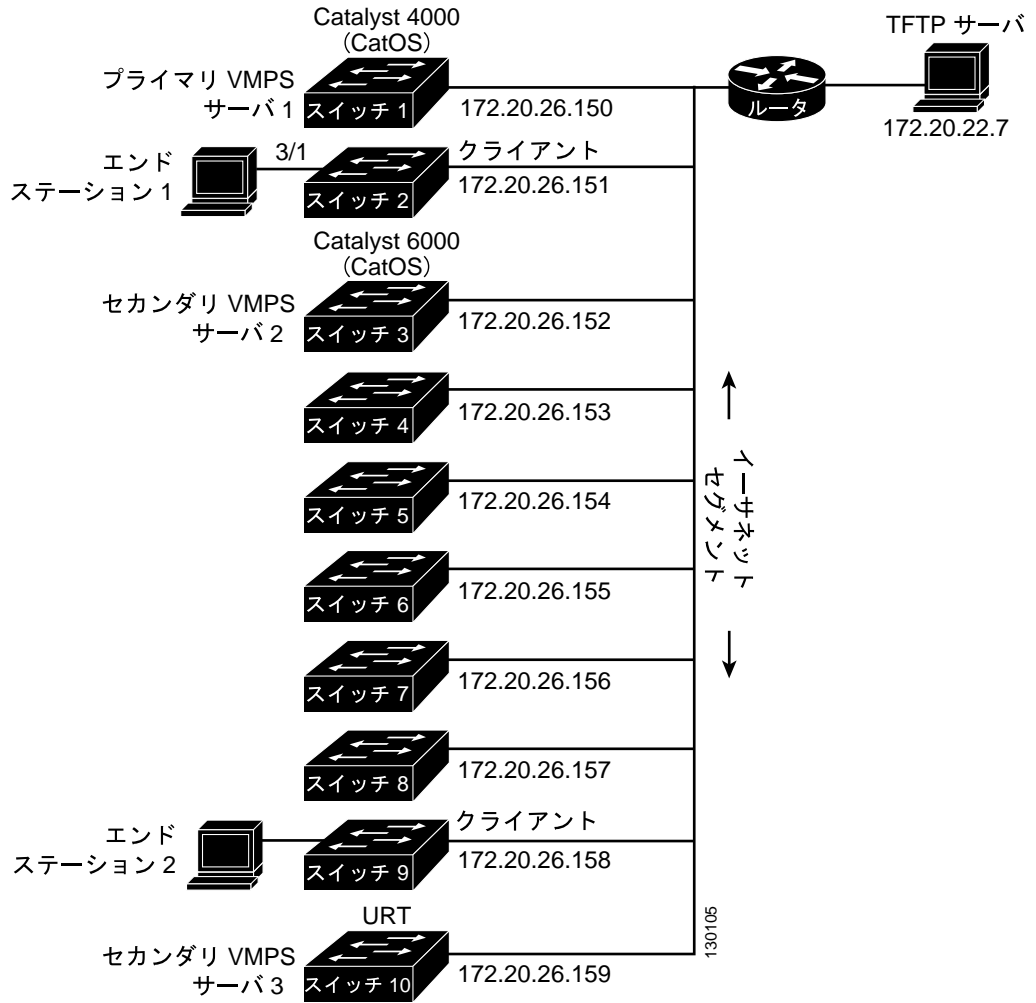 Catalyst 4000
(CatOS)
プライマリ VMPS
サーバ 1
スイッチ 1
172.20.26.150
ルータ
TFTP サーバ
172.20.22.7
エンド
ステーション 1
3/1
スイッチ 2
クライアント
172.20.26.151
Catalyst 6000
(CatOS)
セカンダリ VMPS
サーバ 2
スイッチ 3
172.20.26.152
スイッチ 4
172.20.26.153
スイッチ 5
172.20.26.154
イーサネット
セグメント
スイッチ 6
172.20.26.155
スイッチ 7
172.20.26.156
スイッチ 8
172.20.26.157
エンド
ステーション 2
スイッチ 9
クライアント
172.20.26.158
URT
セカンダリ VMPS
サーバ 3
スイッチ 10
172.20.26.159
130105